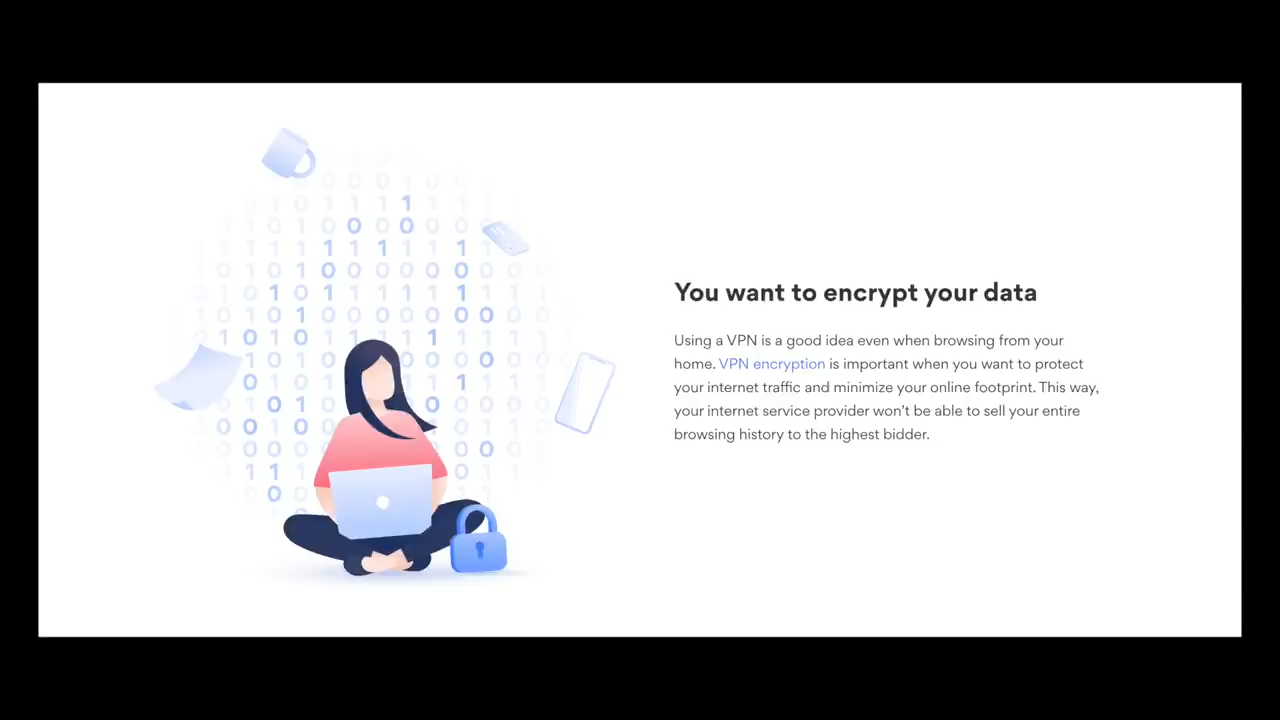 You want to encrypt your data
Using a VPN is a good idea even when browsing from your
home. VPN encryption is important when you want to protect
your internet traffic and minimize your online footprint. This way,
your internet service provider won't be able to sell your entire
browsing history to the highest bidder.